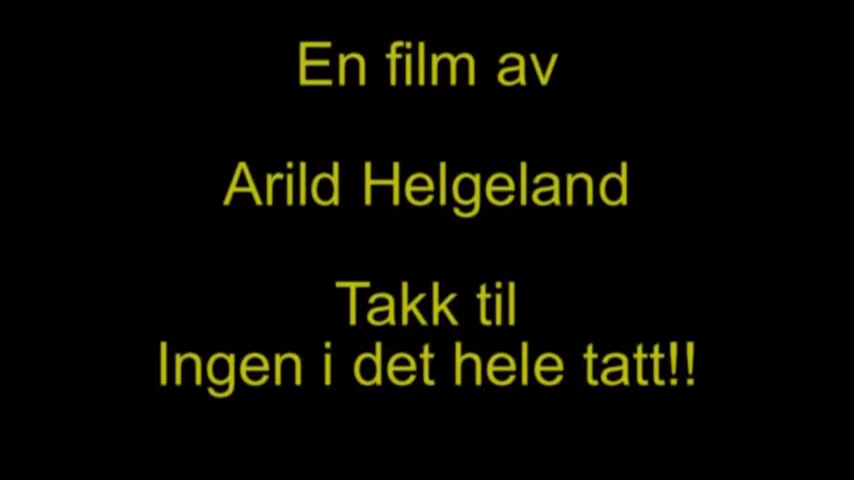 En film av
Arild Helgeland
Takk til
Ingen i det hele tatt!!